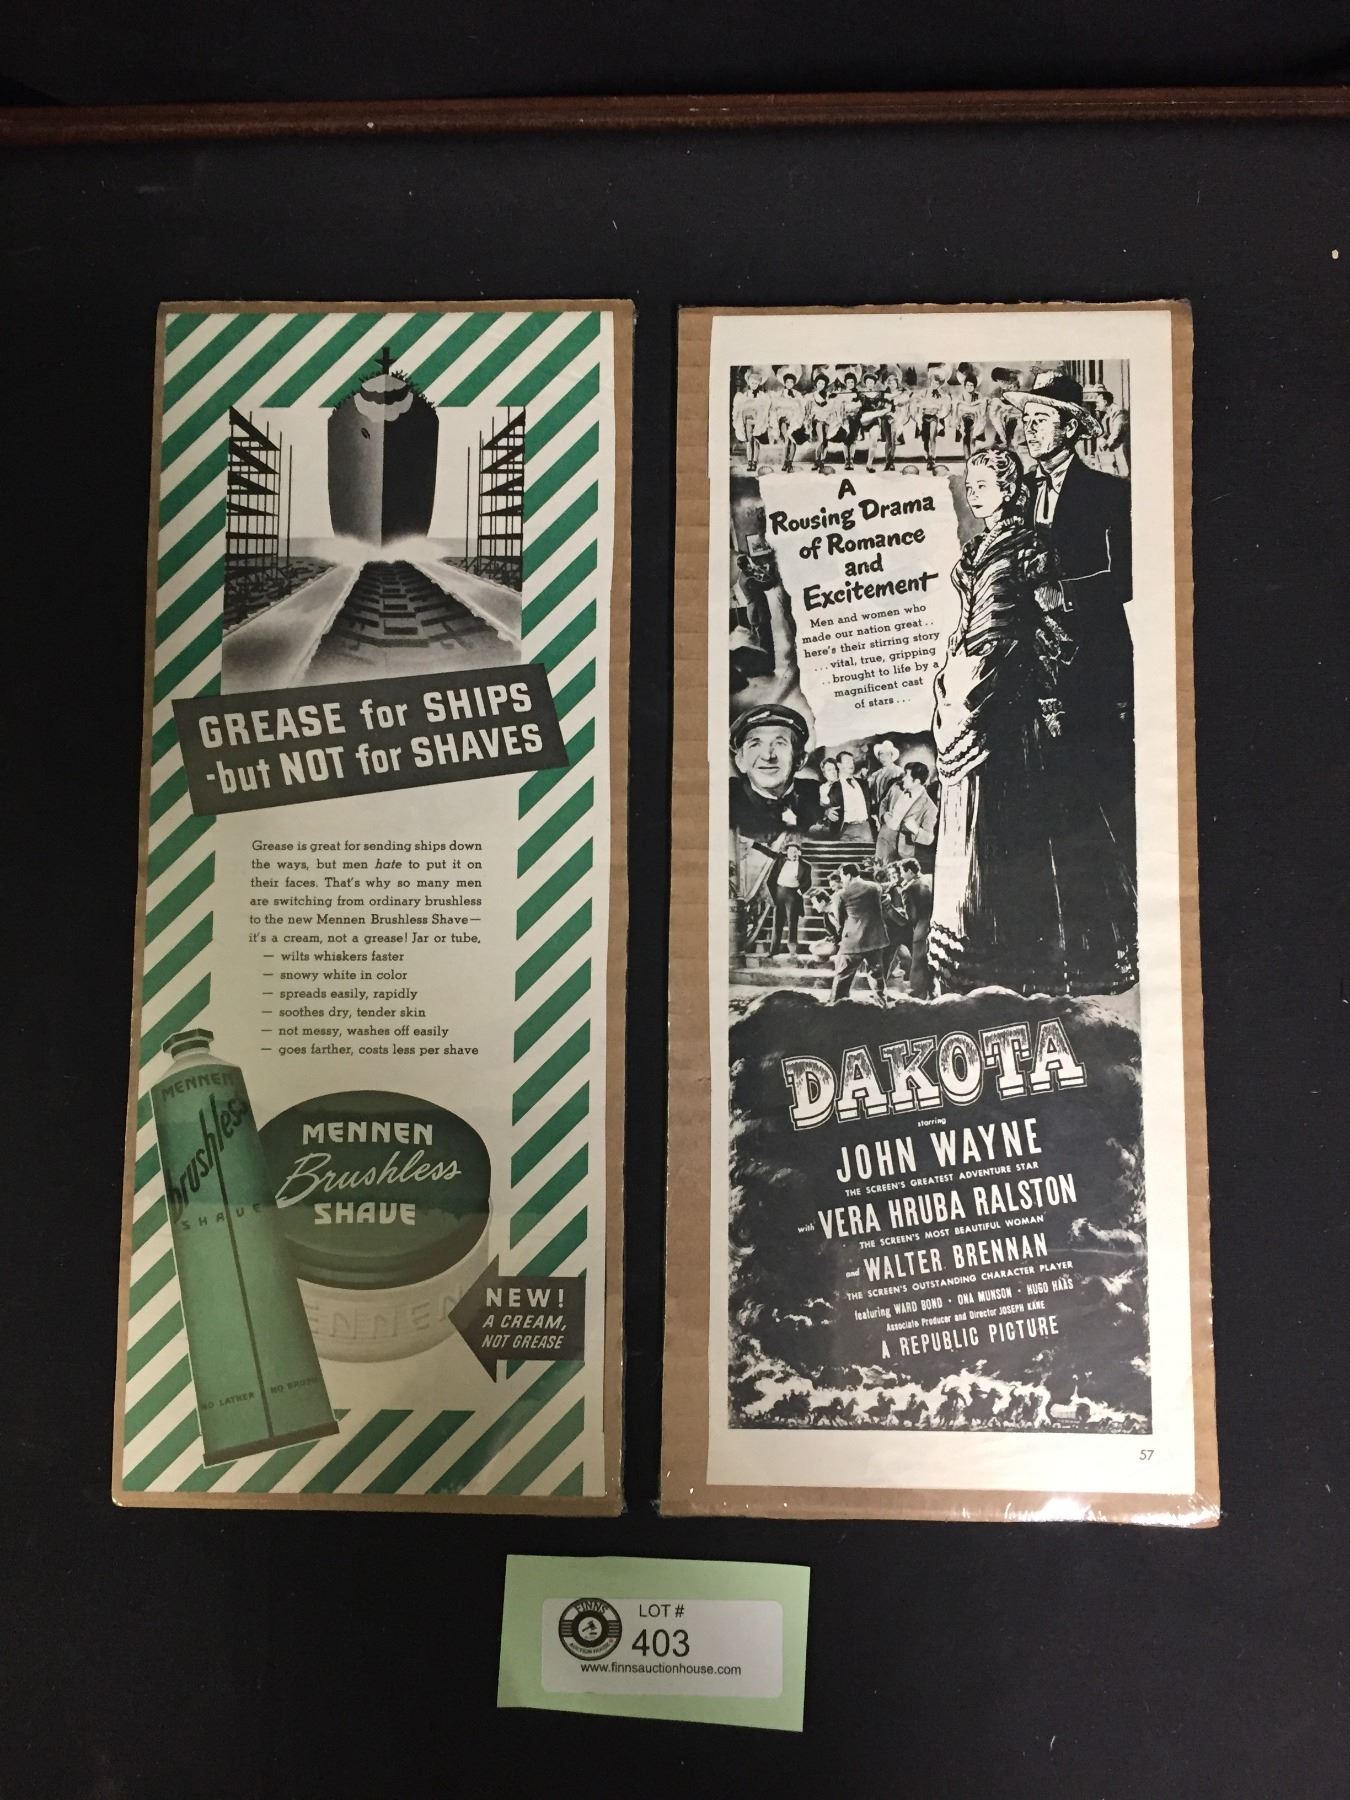 GREASE for SHIPS
-but NOT for SHAVES
Grease is great for sending ships down
the ways, but men hate to put it on
their faces. That's why so many men
are switching from ordinary brushless
to the new Mennen Brushless Shave—
it's a cream, not a grease! Jar or tube,
— wilts whiskers faster
— snowy white in color
— spreads easily, rapidly
— soothes dry, tender skin
— not messy, washes off easily
— goes farther, costs less per shave
MENNEN
brushless
SHAVE
NO LATHER NO BRUSH
MENNEN
Brushless
SHAVE
MENNEN
NEW!
A CREAM,
NOT GREASE
A
Rousing Drama
of Romance
and
Excitement
Men and women who
made our nation great . .
here's their stirring story
. . . vital, true, gripping
. . brought to life by a
magnificent cast
of stars . . .
DAKOTA
starring
JOHN WAYNE
THE SCREEN'S GREATEST ADVENTURE STAR
with VERA HRUBA RALSTON
THE SCREEN'S MOST BEAUTIFUL WOMAN
and WALTER BRENNAN
THE SCREEN'S OUTSTANDING CHARACTER PLAYER
featuring WARD BOND · ONA MUNSON · HUGO HAAS
Associate Producer and Director JOSEPH KANE
A REPUBLIC PICTURE
57
FINNS
AUCTION HOUSE
LOT #
403
www.finnsauctionhouse.com